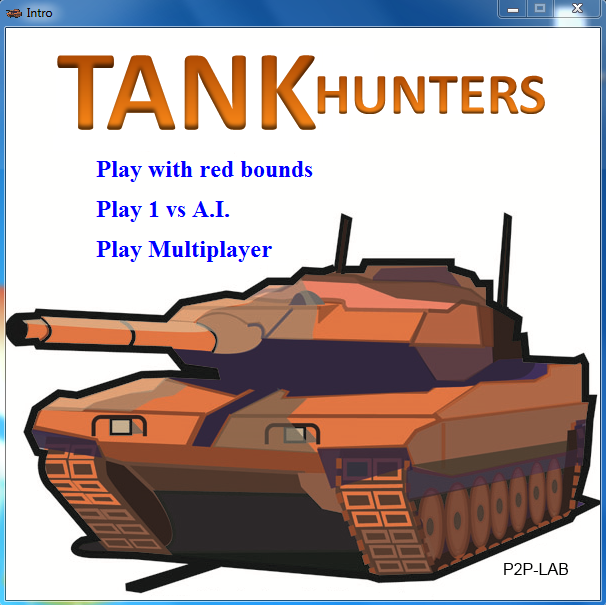 Intro
TANK HUNTERS
Play with red bounds
Play 1 vs A.I.
Play Multiplayer
P2P-LAB